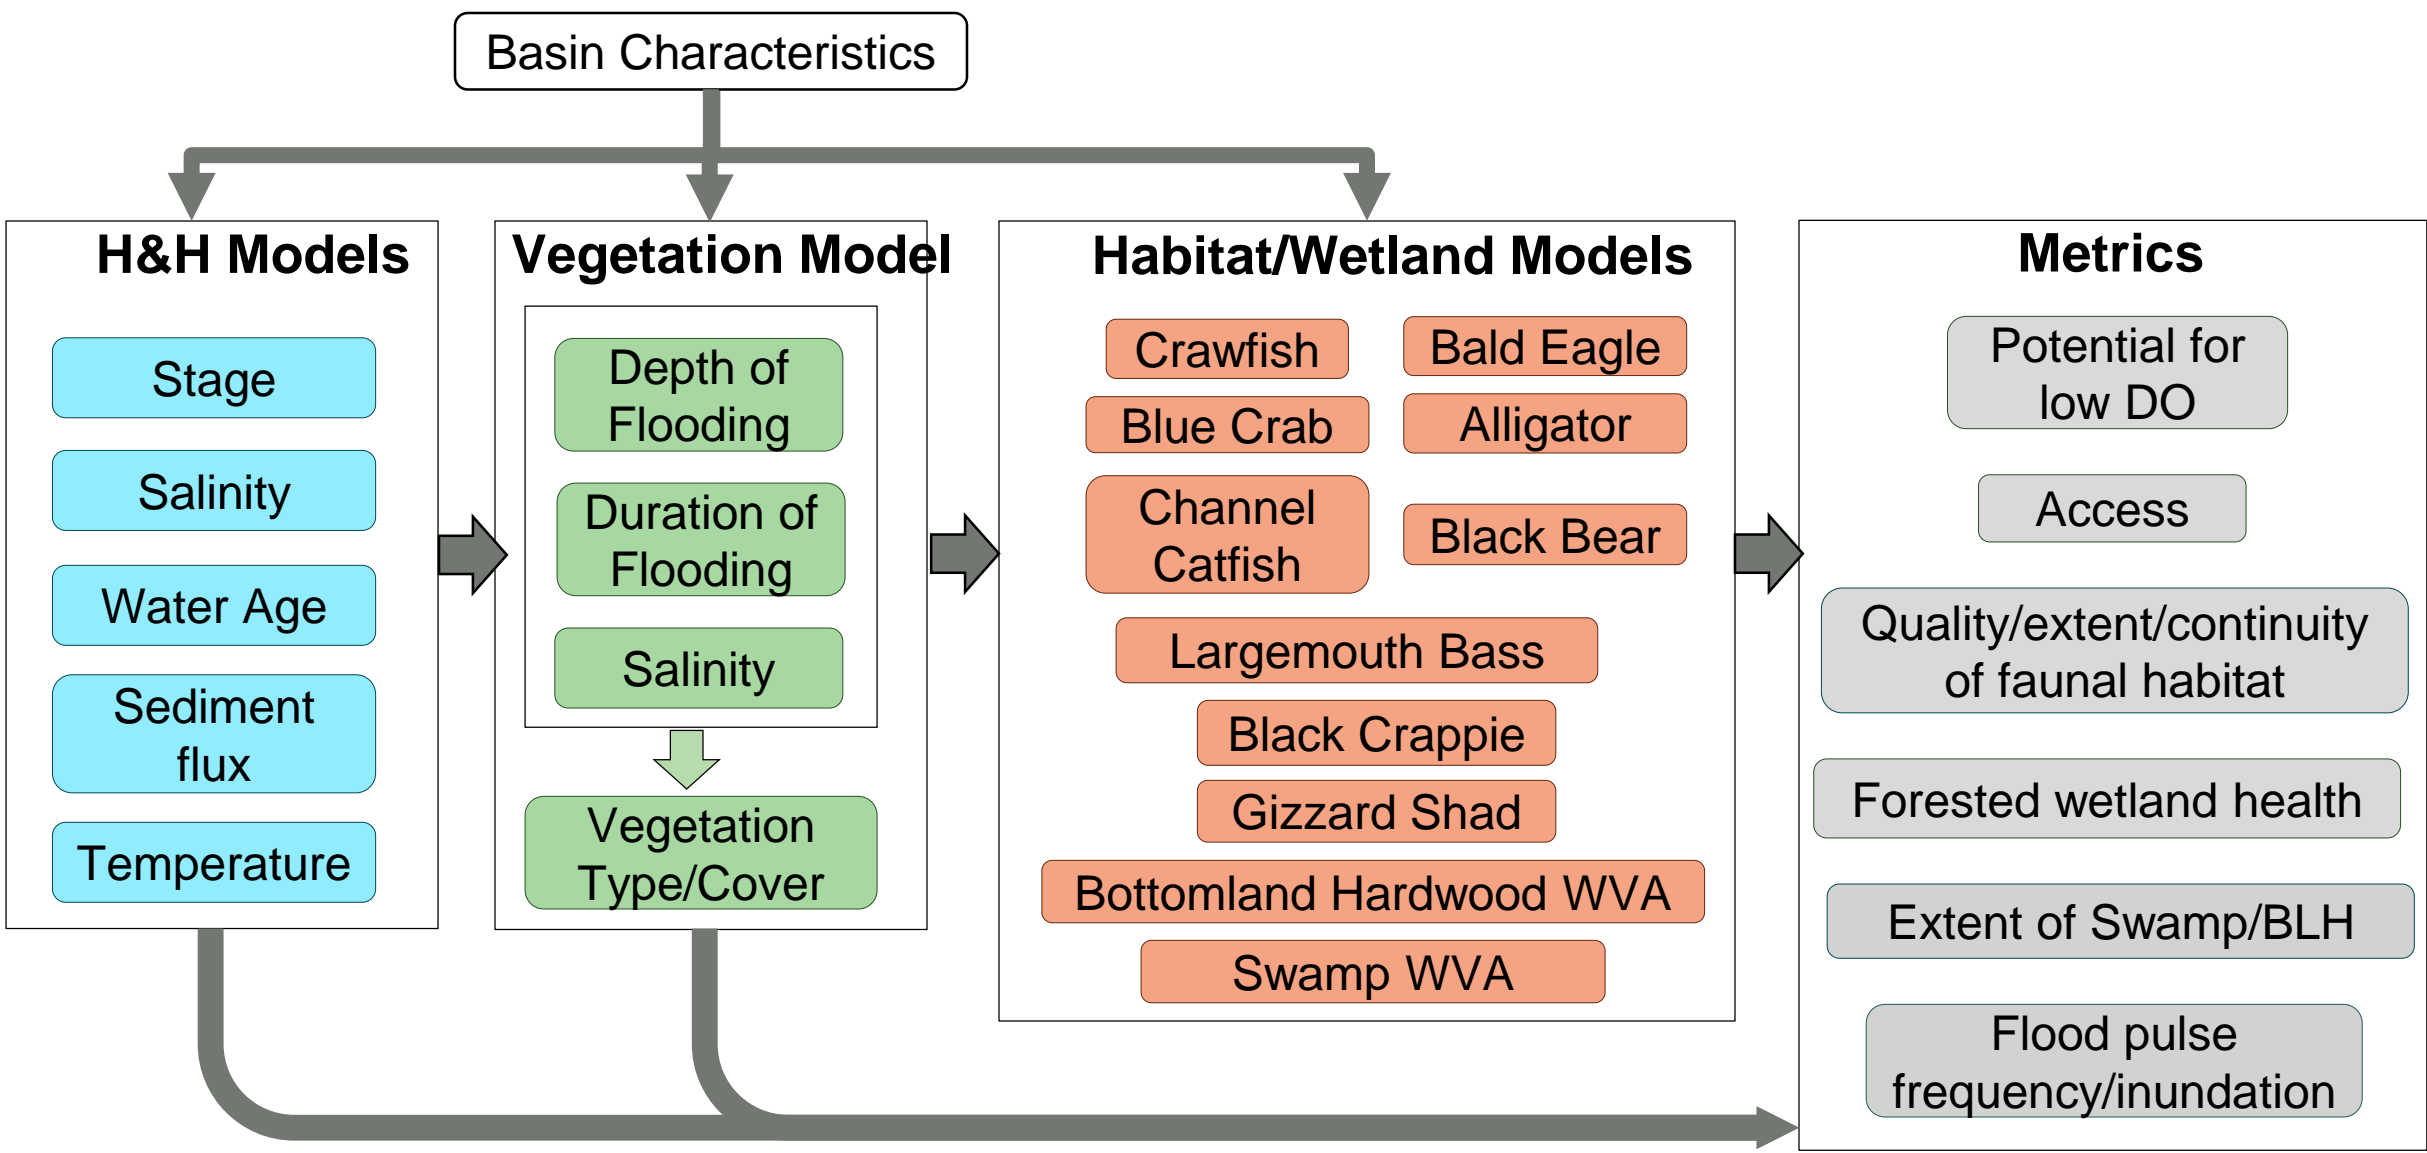 Basin Characteristics
H&H Models
Stage
Salinity
Water Age
Sediment
flux
Temperature
Vegetation Model
Depth of
Flooding
Duration of
Flooding
Salinity
Vegetation
Type/Cover
Habitat/Wetland Models
Crawfish
Bald Eagle
Blue Crab
Alligator
Channel
Catfish
Black Bear
Largemouth Bass
Black Crappie
Gizzard Shad
Bottomland Hardwood WVA
Swamp WVA
Metrics
Potential for
low DO
Access
Quality/extent/continuity
of faunal habitat
Forested wetland health
Extent of Swamp/BLH
Flood pulse
frequency/inundation